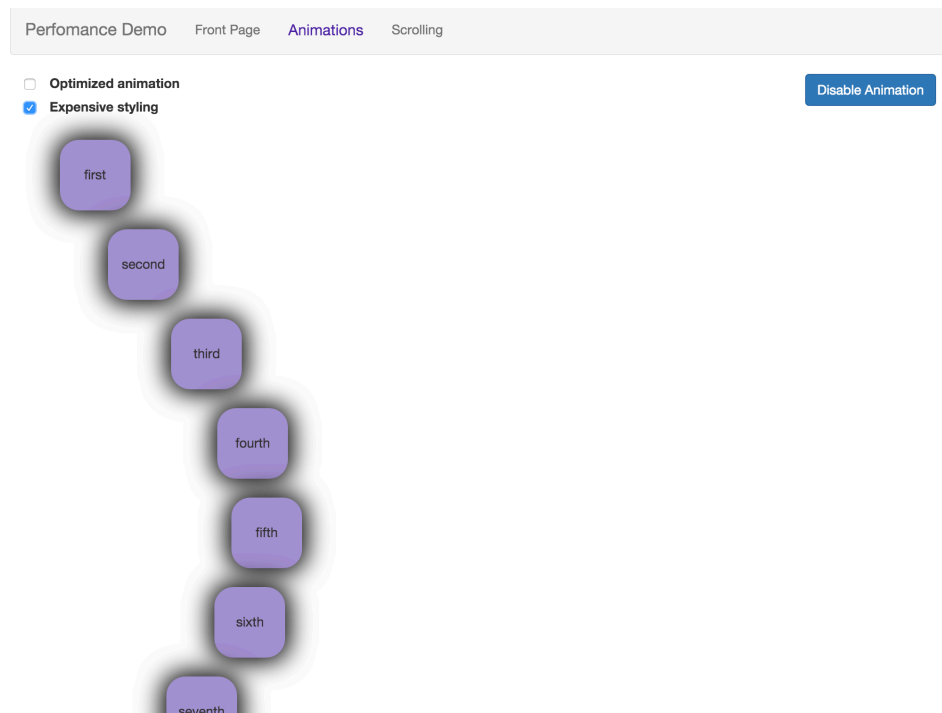 Perfomance Demo Front Page Animations Scrolling
Optimized animation
Disable Animation
Expensive styling
first
second
third
fourth
fifth
sixth
seventh